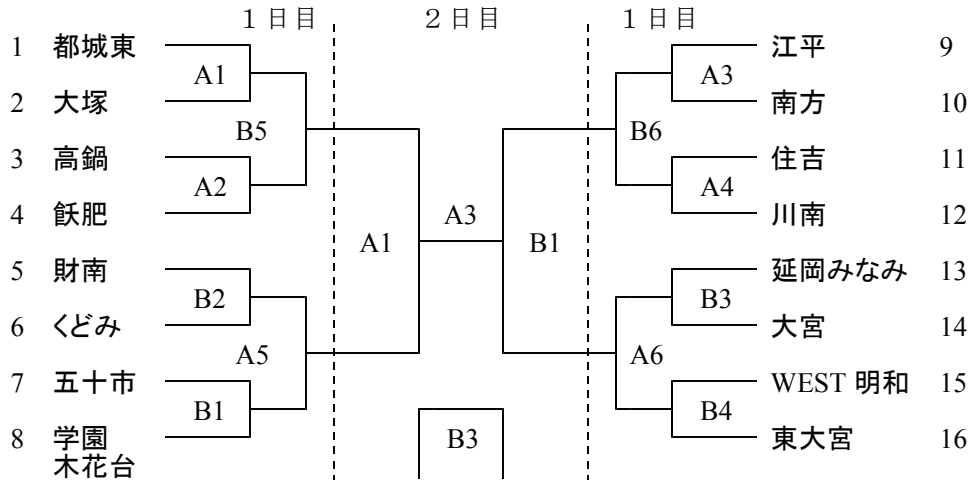 1日目 2日目 1日目
1 都城東
2 大塚
3 高鍋
4 飫肥
5 財南
6 くどみ
7 五十市
8 学園
木花台
A1
B5
A2
B2
A5
B1
A1
A3
B1
B3
A3
B6
A4
B3
A6
B4
江平 9
南方 10
住吉 11
川南 12
延岡みなみ 13
大宮 14
WEST 明和 15
東大宮 16